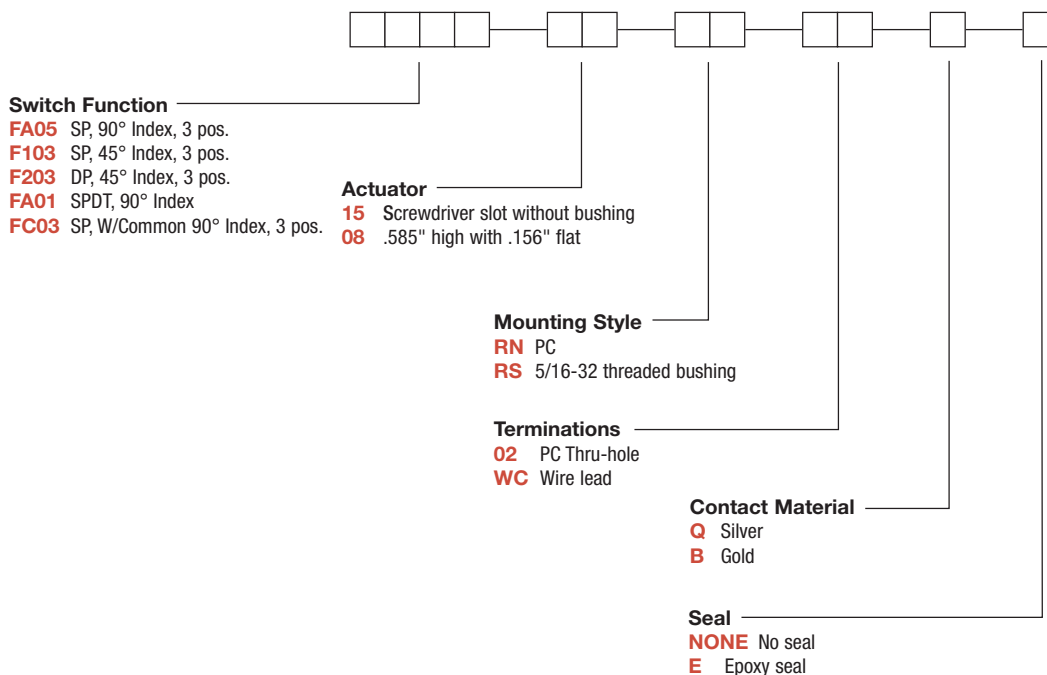 Switch Function
FA05 SP, 90° Index, 3 pos.
F103 SP, 45° Index, 3 pos.
F203 DP, 45° Index, 3 pos.
FA01 SPDT, 90° Index
FC03 SP, W/Common 90° Index, 3 pos.
Actuator
15 Screwdriver slot without bushing
08 .585" high with .156" flat
Mounting Style
RN PC
RS 5/16-32 threaded bushing
Terminations
02 PC Thru-hole
WC Wire lead
Contact Material
Q Silver
B Gold
Seal
NONE No seal
E Epoxy seal